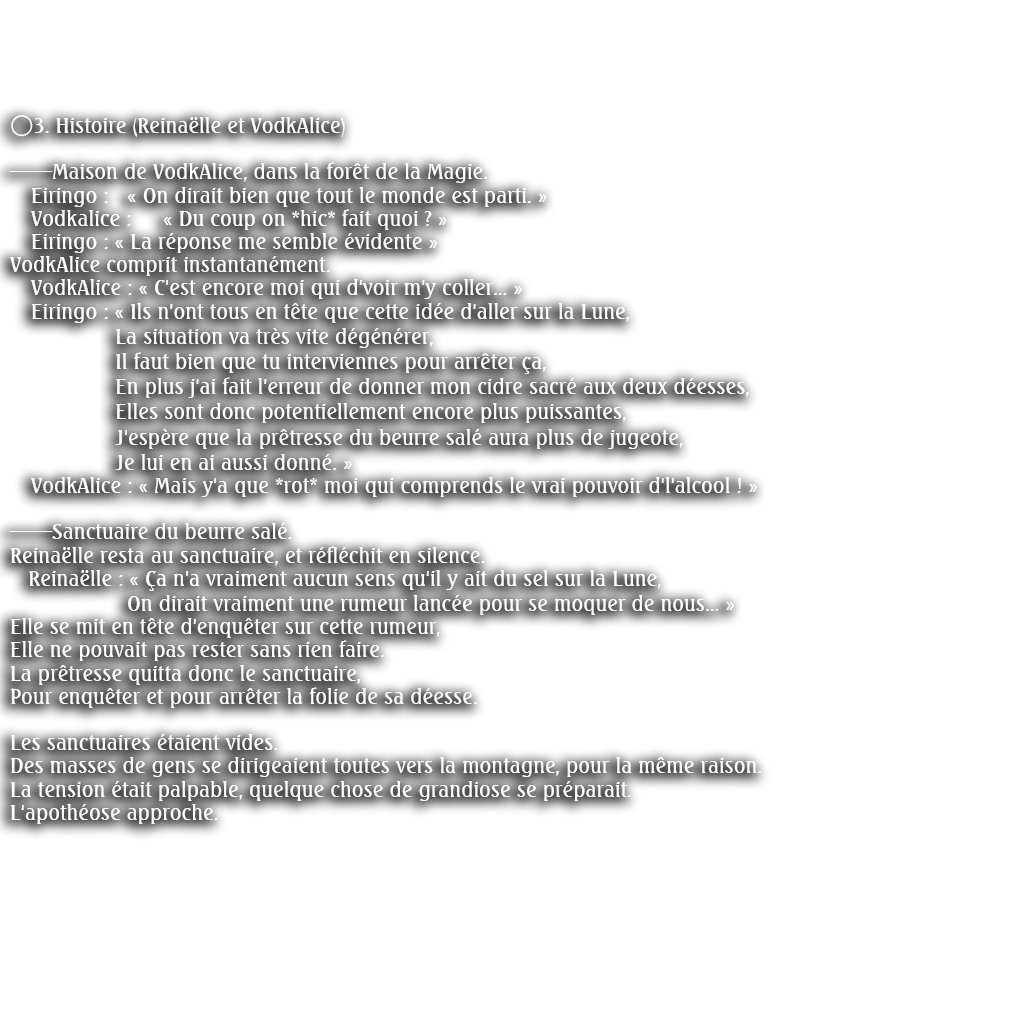 ◯3. Histoire (Reinaëlle et VodkAlice)
――Maison de VodkAlice, dans la forêt de la Magie.
Eiringo : « On dirait bien que tout le monde est parti. »
Vodkalice : « Du coup on *hic* fait quoi ? »
Eiringo : « La réponse me semble évidente »
VodkAlice comprit instantanément.
VodkAlice : « C'est encore moi qui d'voir m'y coller... »
Eiringo : « Ils n'ont tous en tête que cette idée d'aller sur la Lune,
La situation va très vite dégénérer,
Il faut bien que tu interviennes pour arrêter ça,
En plus j'ai fait l'erreur de donner mon cidre sacré aux deux déesses,
Elles sont donc potentiellement encore plus puissantes,
J'espère que la prêtresse du beurre salé aura plus de jugeote,
Je lui en ai aussi donné. »
VodkAlice : « Mais y'a que *rot* moi qui comprends le vrai pouvoir d'l'alcool ! »
――Sanctuaire du beurre salé.
Reinaëlle resta au sanctuaire, et réfléchit en silence.
Reinaëlle : « Ça n'a vraiment aucun sens qu'il y ait du sel sur la Lune,
On dirait vraiment une rumeur lancée pour se moquer de nous... »
Elle se mit en tête d'enquêter sur cette rumeur,
Elle ne pouvait pas rester sans rien faire.
La prêtresse quitta donc le sanctuaire,
Pour enquêter et pour arrêter la folie de sa déesse.
Les sanctuaires étaient vides.
Des masses de gens se dirigeaient toutes vers la montagne, pour la même raison.
La tension était palpable, quelque chose de grandiose se préparait.
L'apothéose approche.